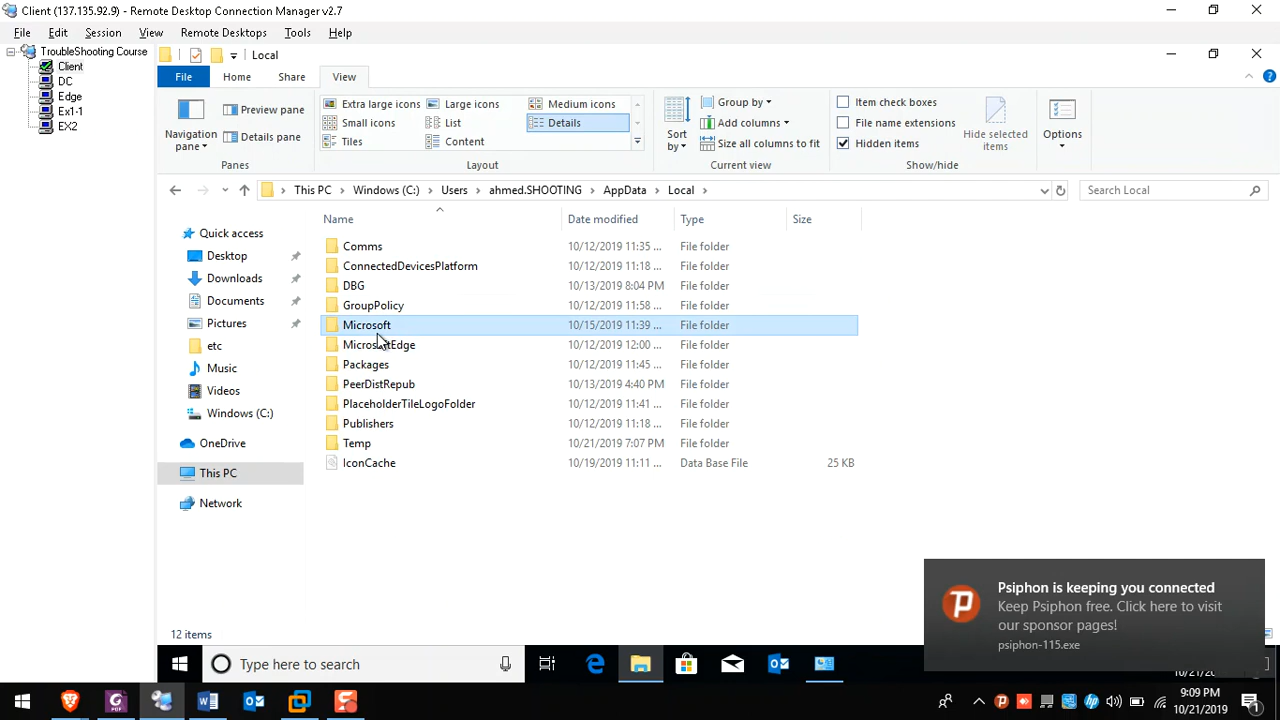 Client (137.135.92.9) - Remote Desktop Connection Manager v2.7
File Edit Session View Remote Desktops Tools Help
TroubleShooting Course
Client
DC
Edge
Ex1-1
EX2
Local
File Home Share View
Navigation pane
Preview pane
Details pane
Panes
Extra large icons Large icons Medium icons
Small icons List Details
Tiles Content
Layout
Sort by
Group by
Add columns
Size all columns to fit
Current view
Item check boxes
File name extensions
Hidden items
Hide selected items
Show/hide
Options
This PC Windows (C:) Users ahmed.SHOOTING AppData Local
Search Local
Quick access
Desktop
Downloads
Documents
Pictures
etc
Music
Videos
Windows (C:)
OneDrive
This PC
Network
Name Date modified Type Size
Comms 10/12/2019 11:35 ... File folder
ConnectedDevicesPlatform 10/12/2019 11:18 ... File folder
DBG 10/13/2019 8:04 PM File folder
GroupPolicy 10/12/2019 11:58 ... File folder
Microsoft 10/15/2019 11:39 ... File folder
MicrosoftEdge 10/12/2019 12:00 ... File folder
Packages 10/12/2019 11:45 ... File folder
PeerDistRepub 10/13/2019 4:40 PM File folder
PlaceholderTileLogoFolder 10/12/2019 11:41 ... File folder
Publishers 10/12/2019 11:18 ... File folder
Temp 10/21/2019 7:07 PM File folder
IconCache 10/19/2019 11:11 ... Data Base File 25 KB
12 items
Psiphon is keeping you connected
Keep Psiphon free. Click here to visit
our sponsor pages!
psiphon-115.exe
Type here to search
9:09 PM
10/21/2019
1